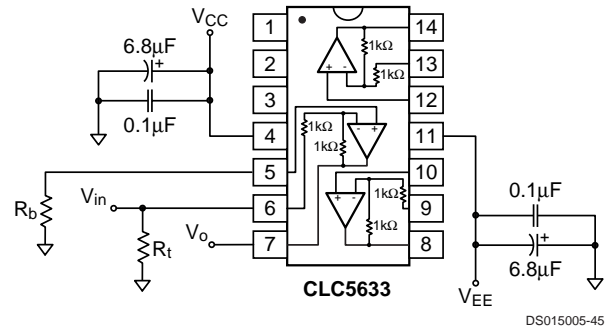 VCC
6.8µF
+
0.1µF
1
2
3
4
5
6
7
14
13
12
11
10
9
8
1kΩ
1kΩ
+ -
1kΩ
1kΩ
- +
+ -
1kΩ
1kΩ
Rb
Vin
Rt
Vo
0.1µF
+
6.8µF
VEE
CLC5633
DS015005-45